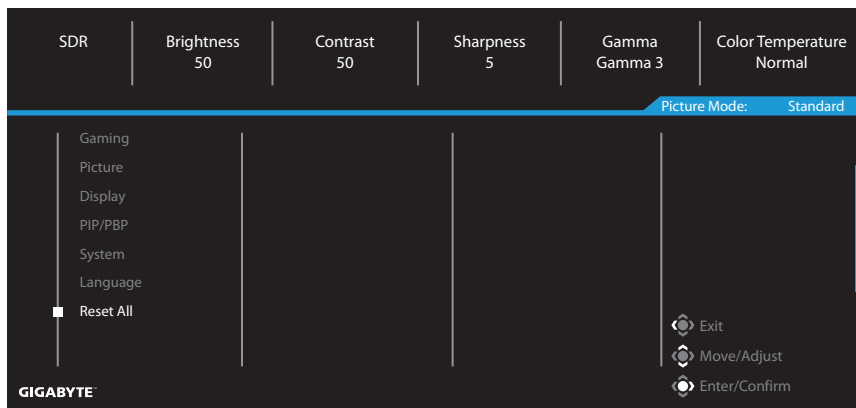 SDR
Brightness
50
Contrast
50
Sharpness
5
Gamma
Gamma 3
Color Temperature
Normal
Picture Mode: Standard
Gaming
Picture
Display
PIP/PBP
System
Language
Reset All
Exit
Move/Adjust
Enter/Confirm
GIGABYTE™